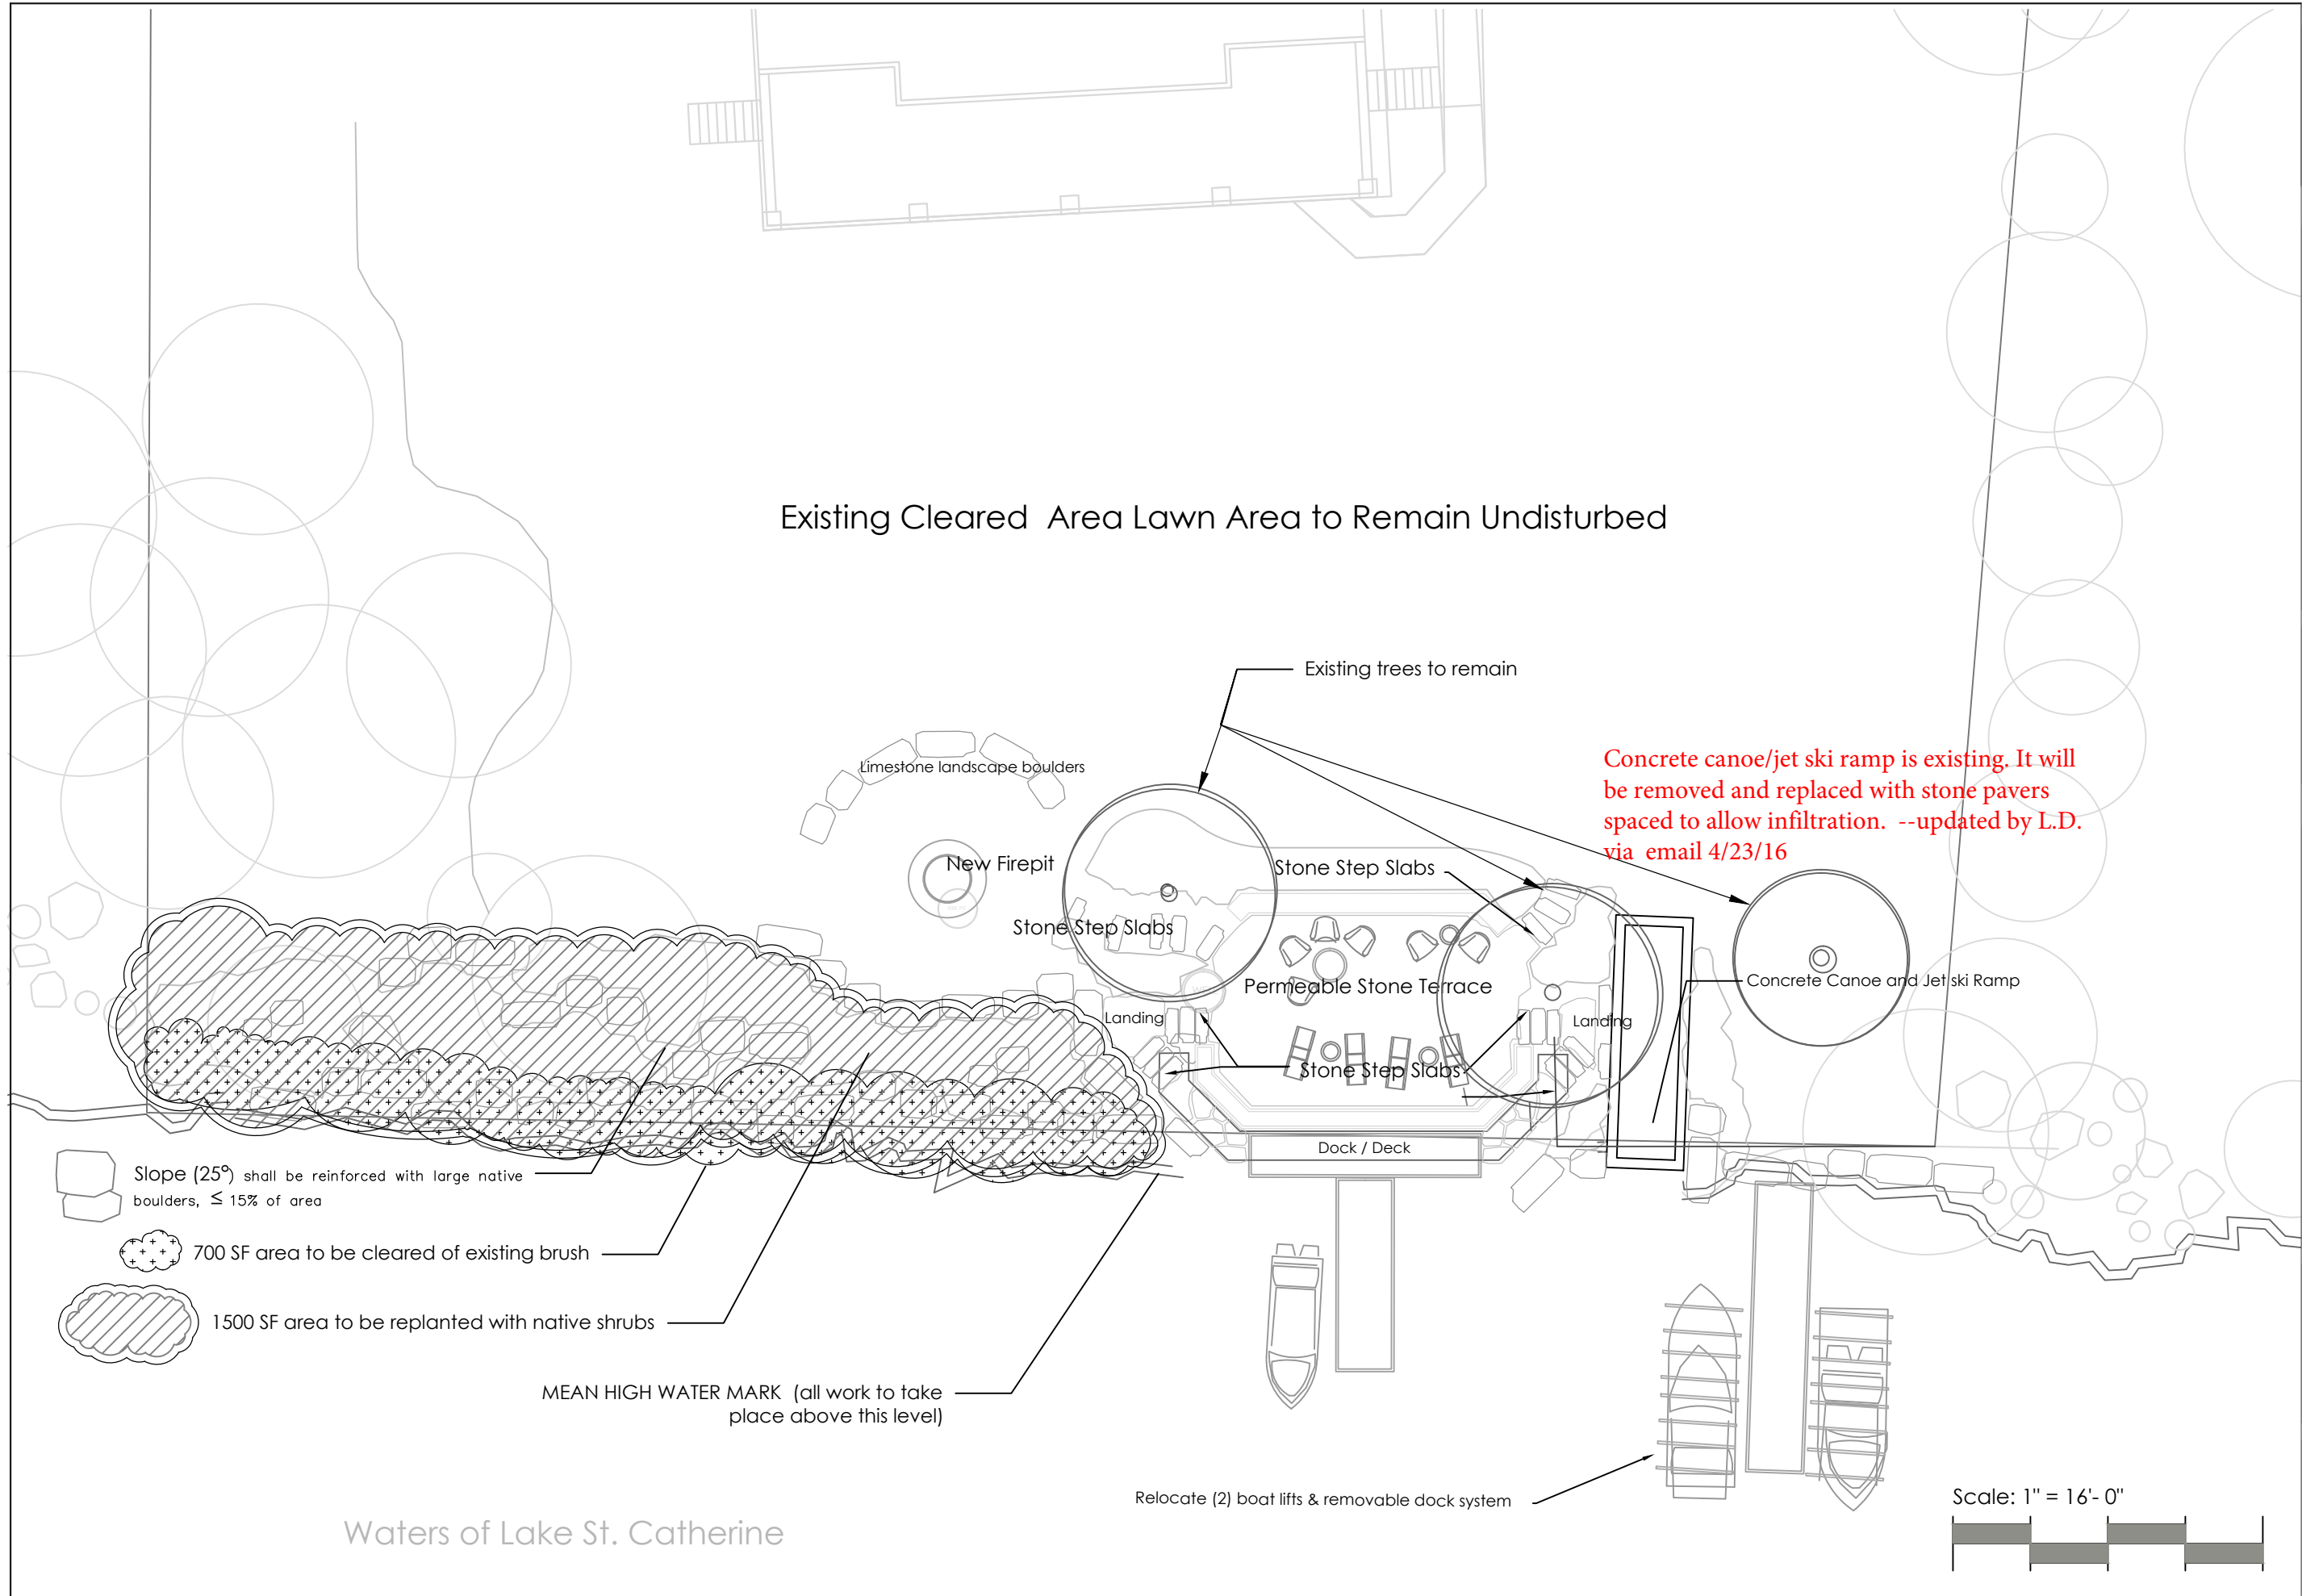 Existing Cleared  Area Lawn Area to Remain Undisturbed
Existing trees to remain
Concrete canoe/jet ski ramp is existing. It will
be removed and replaced with stone pavers
spaced to allow infiltration.  --updated by L.D.
via  email 4/23/16
Limestone landscape boulders
New Firepit
Stone Step Slabs
Stone Step Slabs
Permeable Stone Terrace
Concrete Canoe and Jet ski Ramp
Landing
Landing
Stone Step Slabs
Dock / Deck
Slope (25°) shall be reinforced with large native
boulders, ≤ 15% of area
700 SF area to be cleared of existing brush
1500 SF area to be replanted with native shrubs
MEAN HIGH WATER MARK  (all work to take
place above this level)
Relocate (2) boat lifts & removable dock system
Scale: 1" = 16'- 0"
Waters of Lake St. Catherine